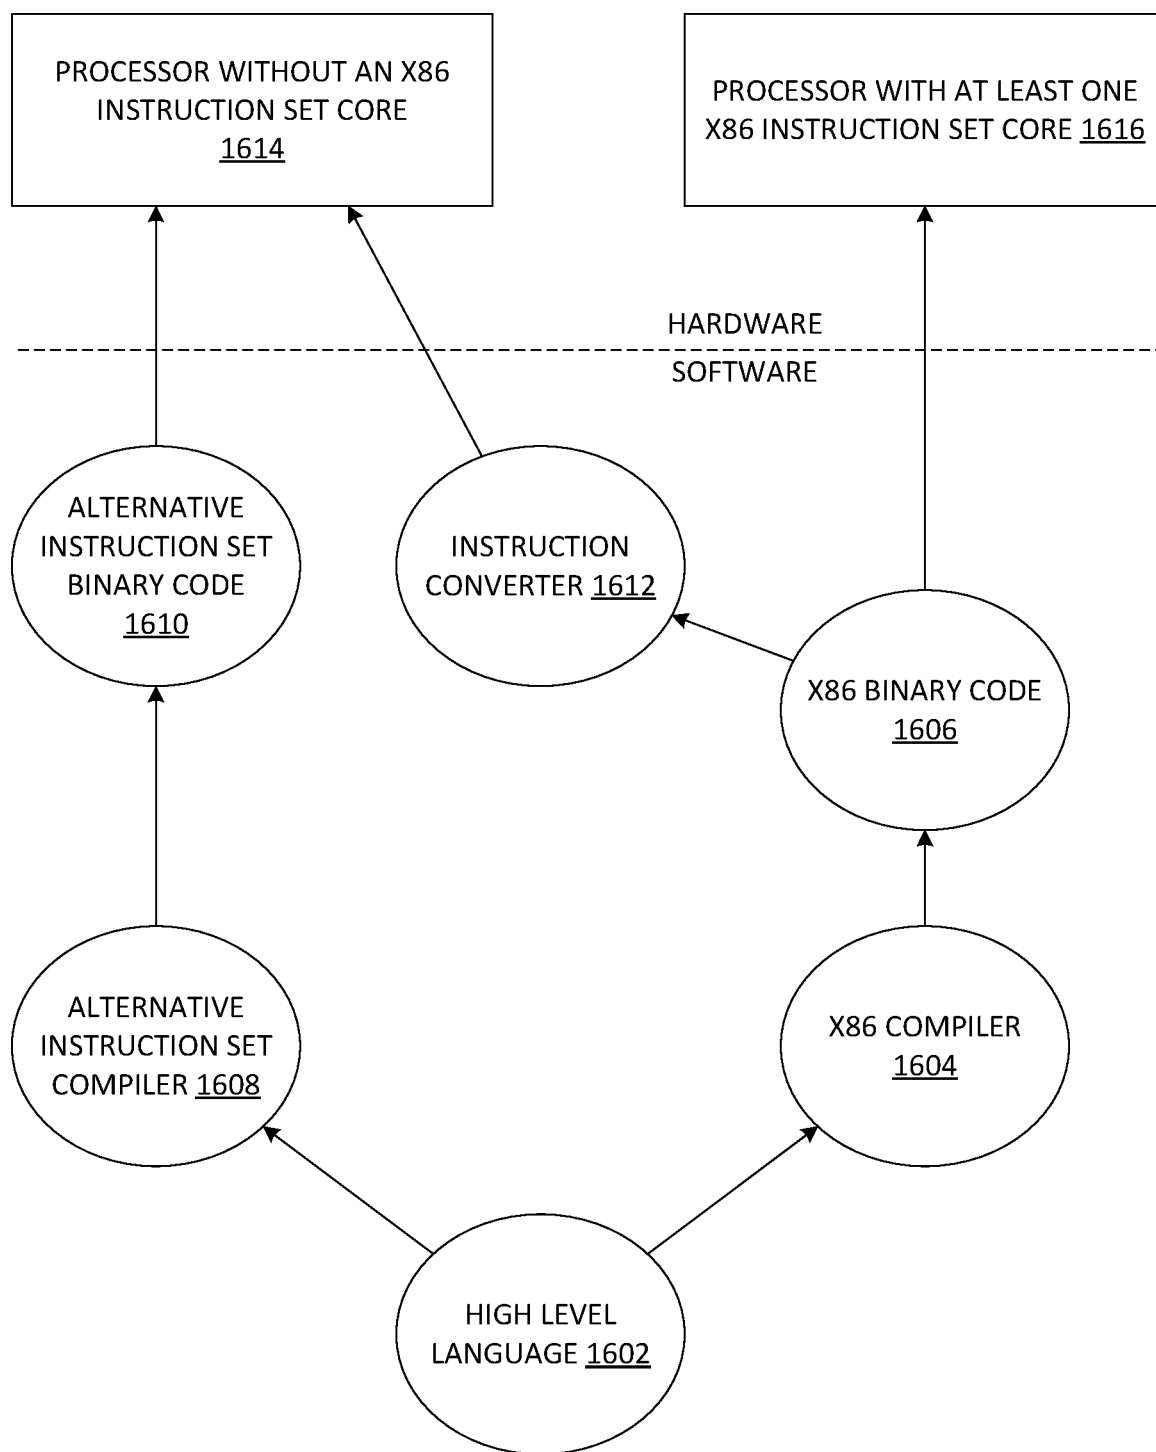 PROCESSOR WITHOUT AN X86
INSTRUCTION SET CORE
1614
PROCESSOR WITH AT LEAST ONE
X86 INSTRUCTION SET CORE 1616
HARDWARE
SOFTWARE
ALTERNATIVE
INSTRUCTION SET
BINARY CODE
1610
INSTRUCTION
CONVERTER 1612
X86 BINARY CODE
1606
ALTERNATIVE
INSTRUCTION SET
COMPILER 1608
X86 COMPILER
1604
HIGH LEVEL
LANGUAGE 1602